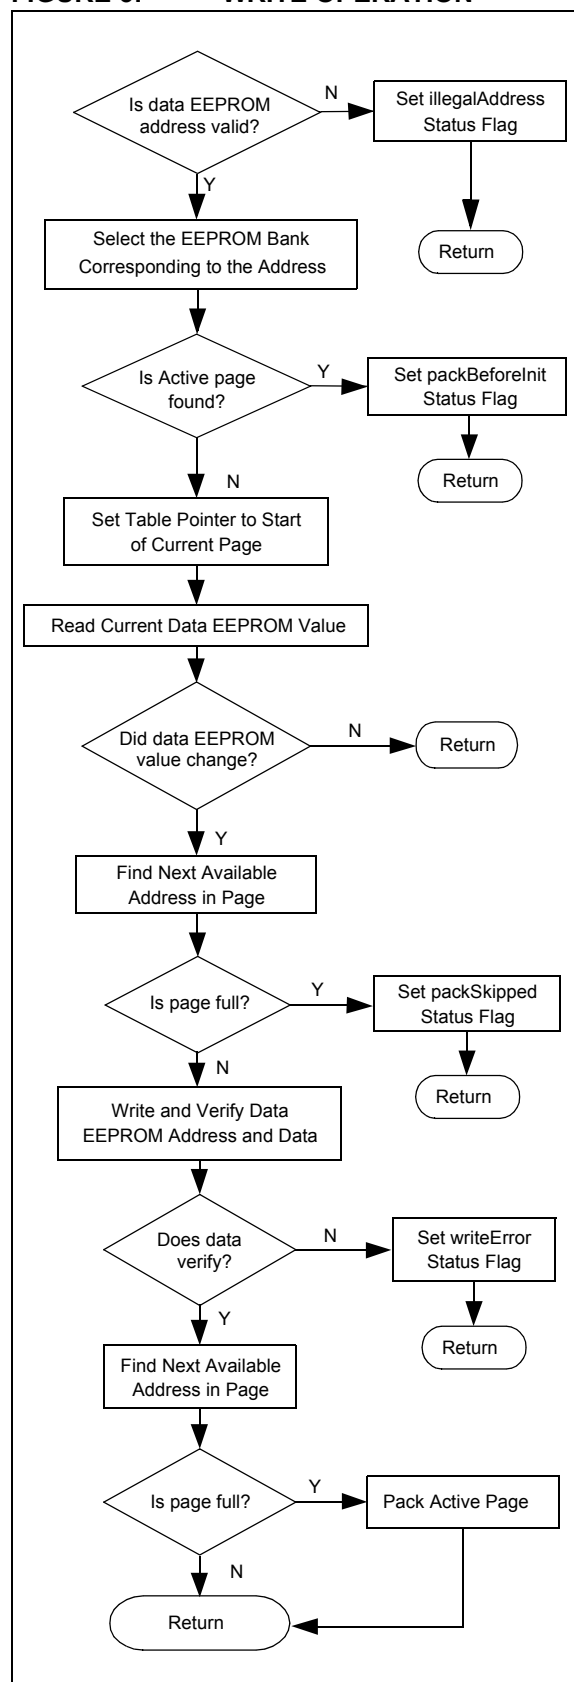 Is data EEPROM
address valid?
N
Set illegalAddress
Status Flag
Y
Return
Select the EEPROM Bank
Corresponding to the Address
Is Active page
found?
Y
Set packBeforeInit
Status Flag
Return
N
Set Table Pointer to Start
of Current Page
Read Current Data EEPROM Value
Did data EEPROM
value change?
N
Return
Y
Find Next Available
Address in Page
Is page full?
Y
Set packSkipped
Status Flag
N
Return
Write and Verify Data
EEPROM Address and Data
Does data
verify?
N
Set writeError
Status Flag
Y
Return
Find Next Available
Address in Page
Is page full?
Y
Pack Active Page
N
Return